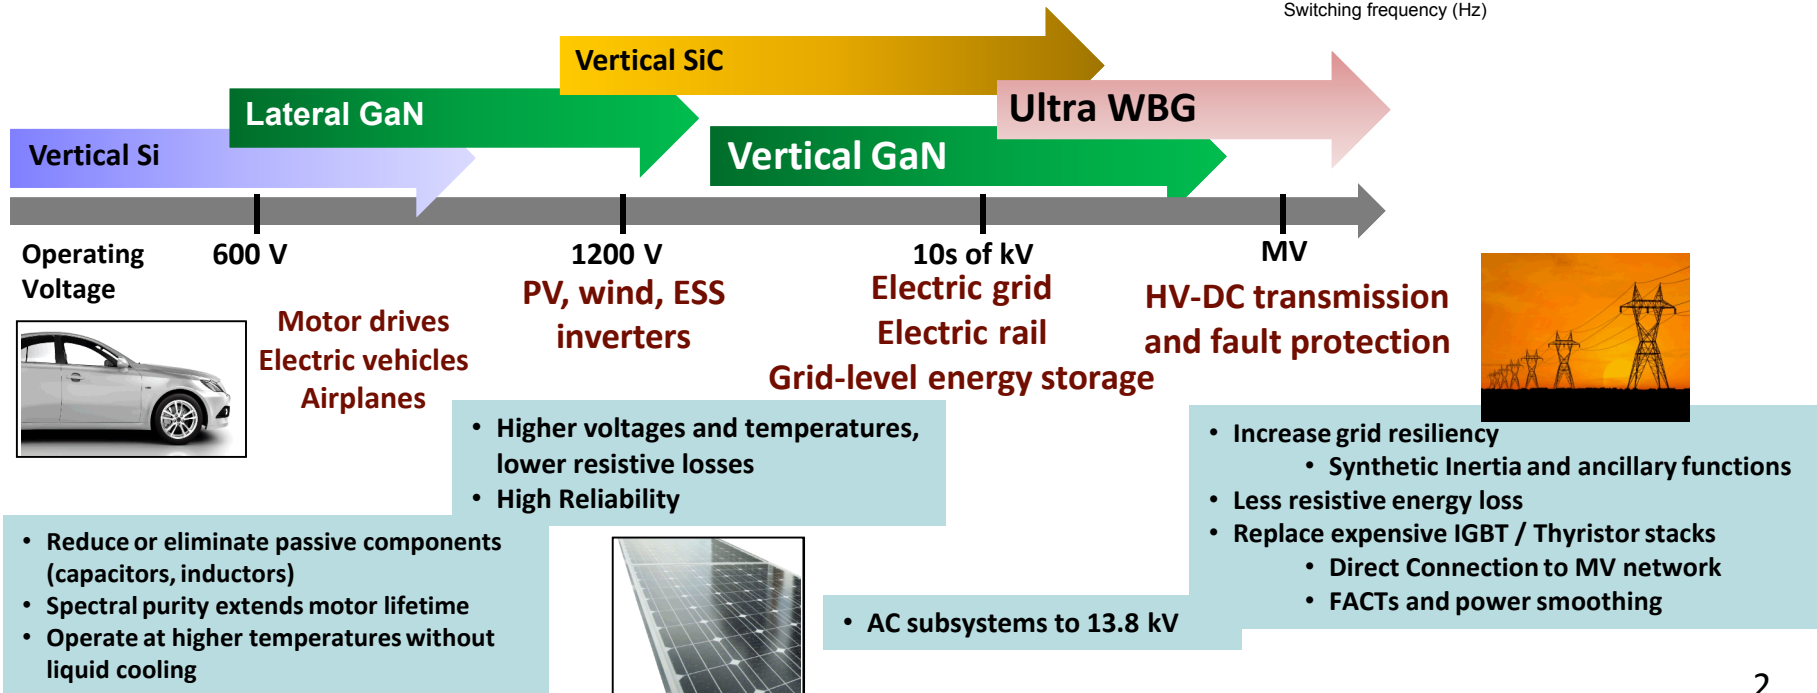 Switching frequency (Hz)
Vertical SiC
Lateral GaN
Ultra WBG
Vertical Si
Vertical GaN
Operating
Voltage
600 V
1200 V
10s of kV
MV
Motor drives
Electric vehicles
Airplanes
PV, wind, ESS
inverters
Electric grid
Electric rail
Grid-level energy storage
HV-DC transmission
and fault protection
• Higher voltages and temperatures,
lower resistive losses
• High Reliability
• Reduce or eliminate passive components
(capacitors, inductors)
• Spectral purity extends motor lifetime
• Operate at higher temperatures without
liquid cooling
• AC subsystems to 13.8 kV
• Increase grid resiliency
• Synthetic Inertia and ancillary functions
• Less resistive energy loss
• Replace expensive IGBT / Thyristor stacks
• Direct Connection to MV network
• FACTs and power smoothing
2